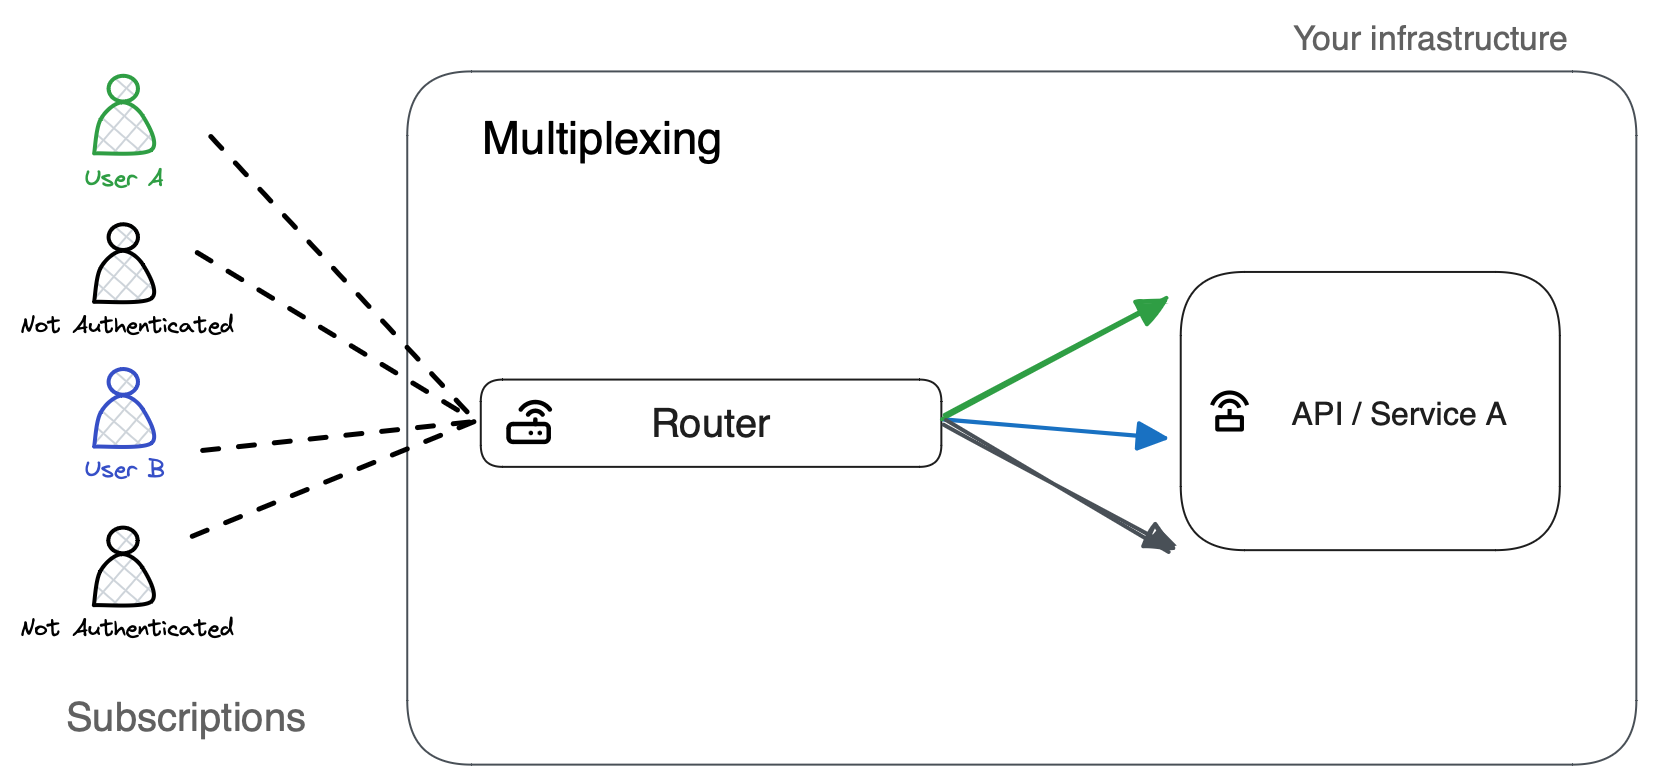 Your infrastructure
Multiplexing
User A
Not Authenticated
User B
Not Authenticated
Router
API / Service A
Subscriptions